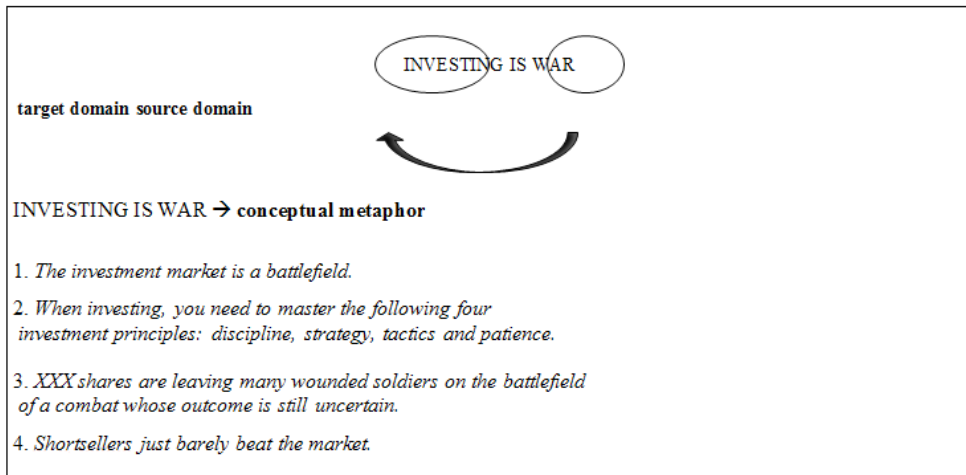 INVESTING IS WAR
target domain source domain
INVESTING IS WAR → conceptual metaphor
1. The investment market is a battlefield.
2. When investing, you need to master the following four
investment principles: discipline, strategy, tactics and patience.
3. XXX shares are leaving many wounded soldiers on the battlefield
of a combat whose outcome is still uncertain.
4. Shortsellers just barely beat the market.